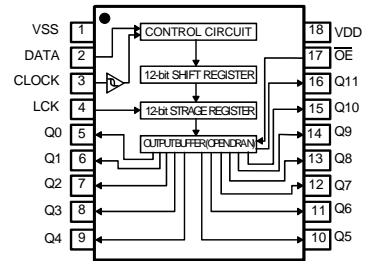 VSS 1 CONTROL CIRCUIT 18 VDD
DATA 2 17 O̅E̅
CLOCK 3 12-bit SHIFT REGISTER 16 Q11
LCK 4 12-bit STRAGE REGISTER 15 Q10
Q0 5 OUTPUTBUFFER(OPENDRAN) 14 Q9
Q1 6 13 Q8
Q2 7 12 Q7
Q3 8 11 Q6
Q4 9 10 Q5